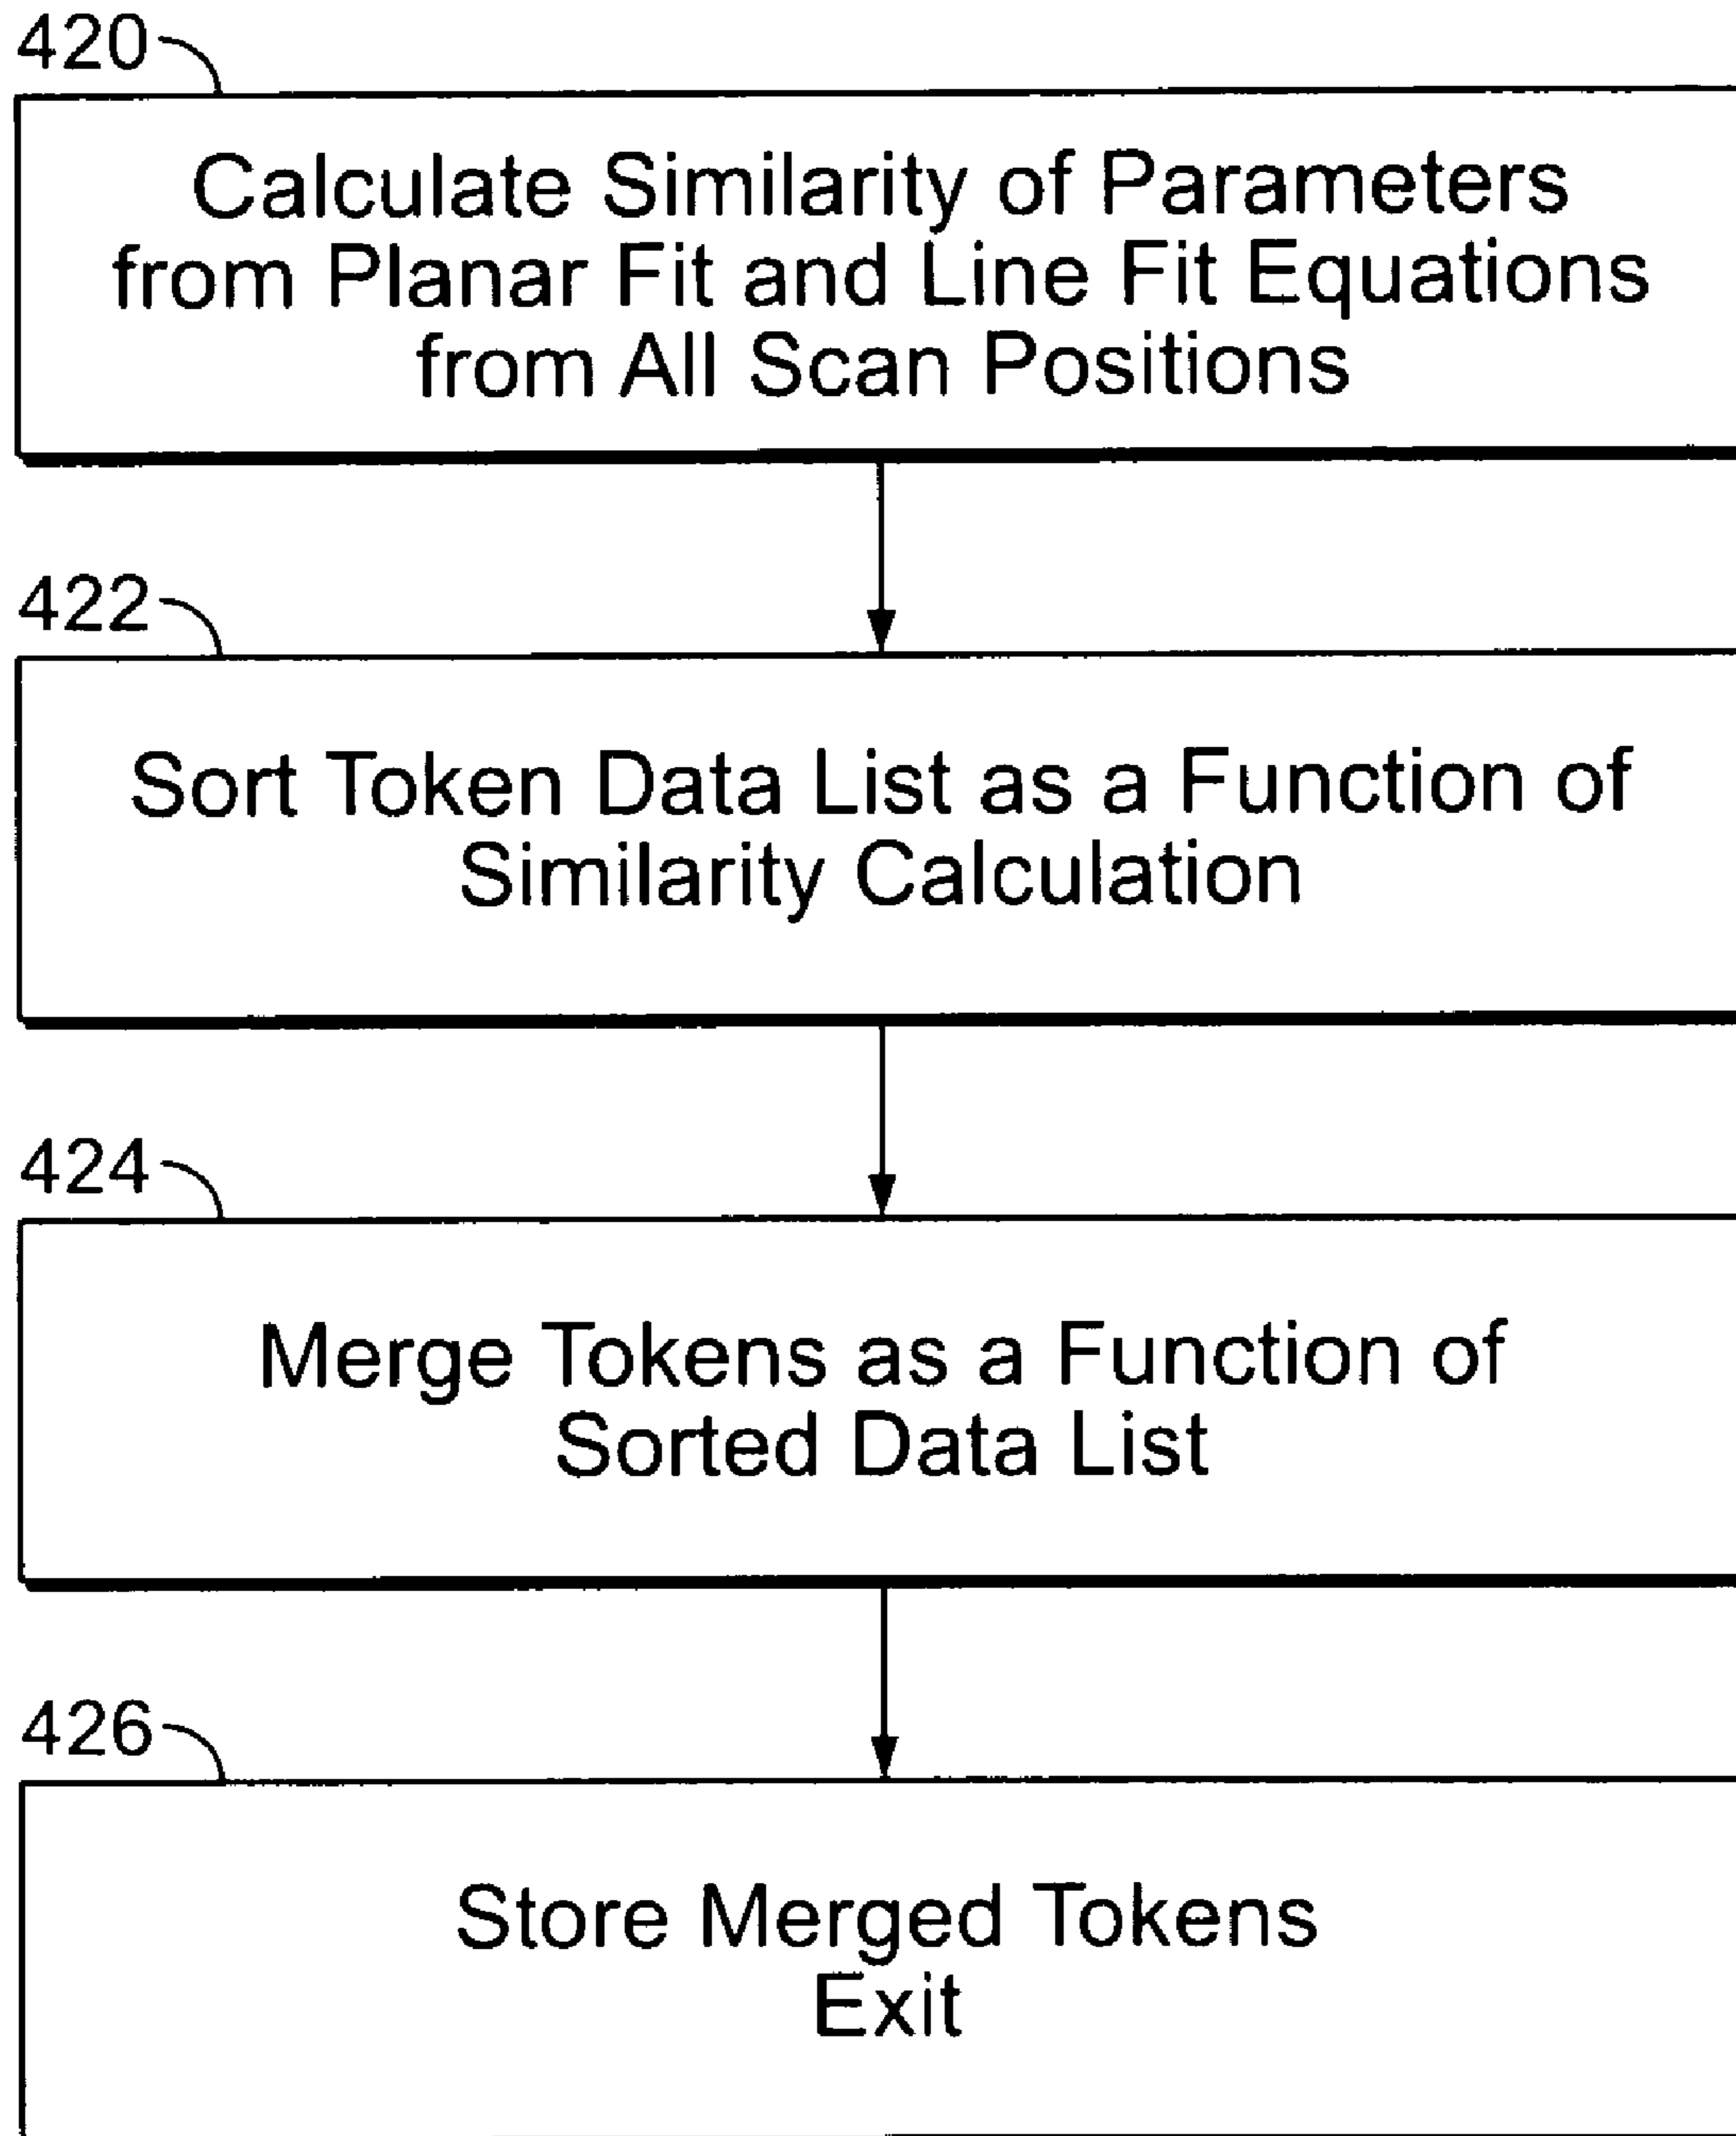 420
Calculate Similarity of Parameters
from Planar Fit and Line Fit Equations
from All Scan Positions
422
Sort Token Data List as a Function of
Similarity Calculation
424
Merge Tokens as a Function of
Sorted Data List
426
Store Merged Tokens
Exit